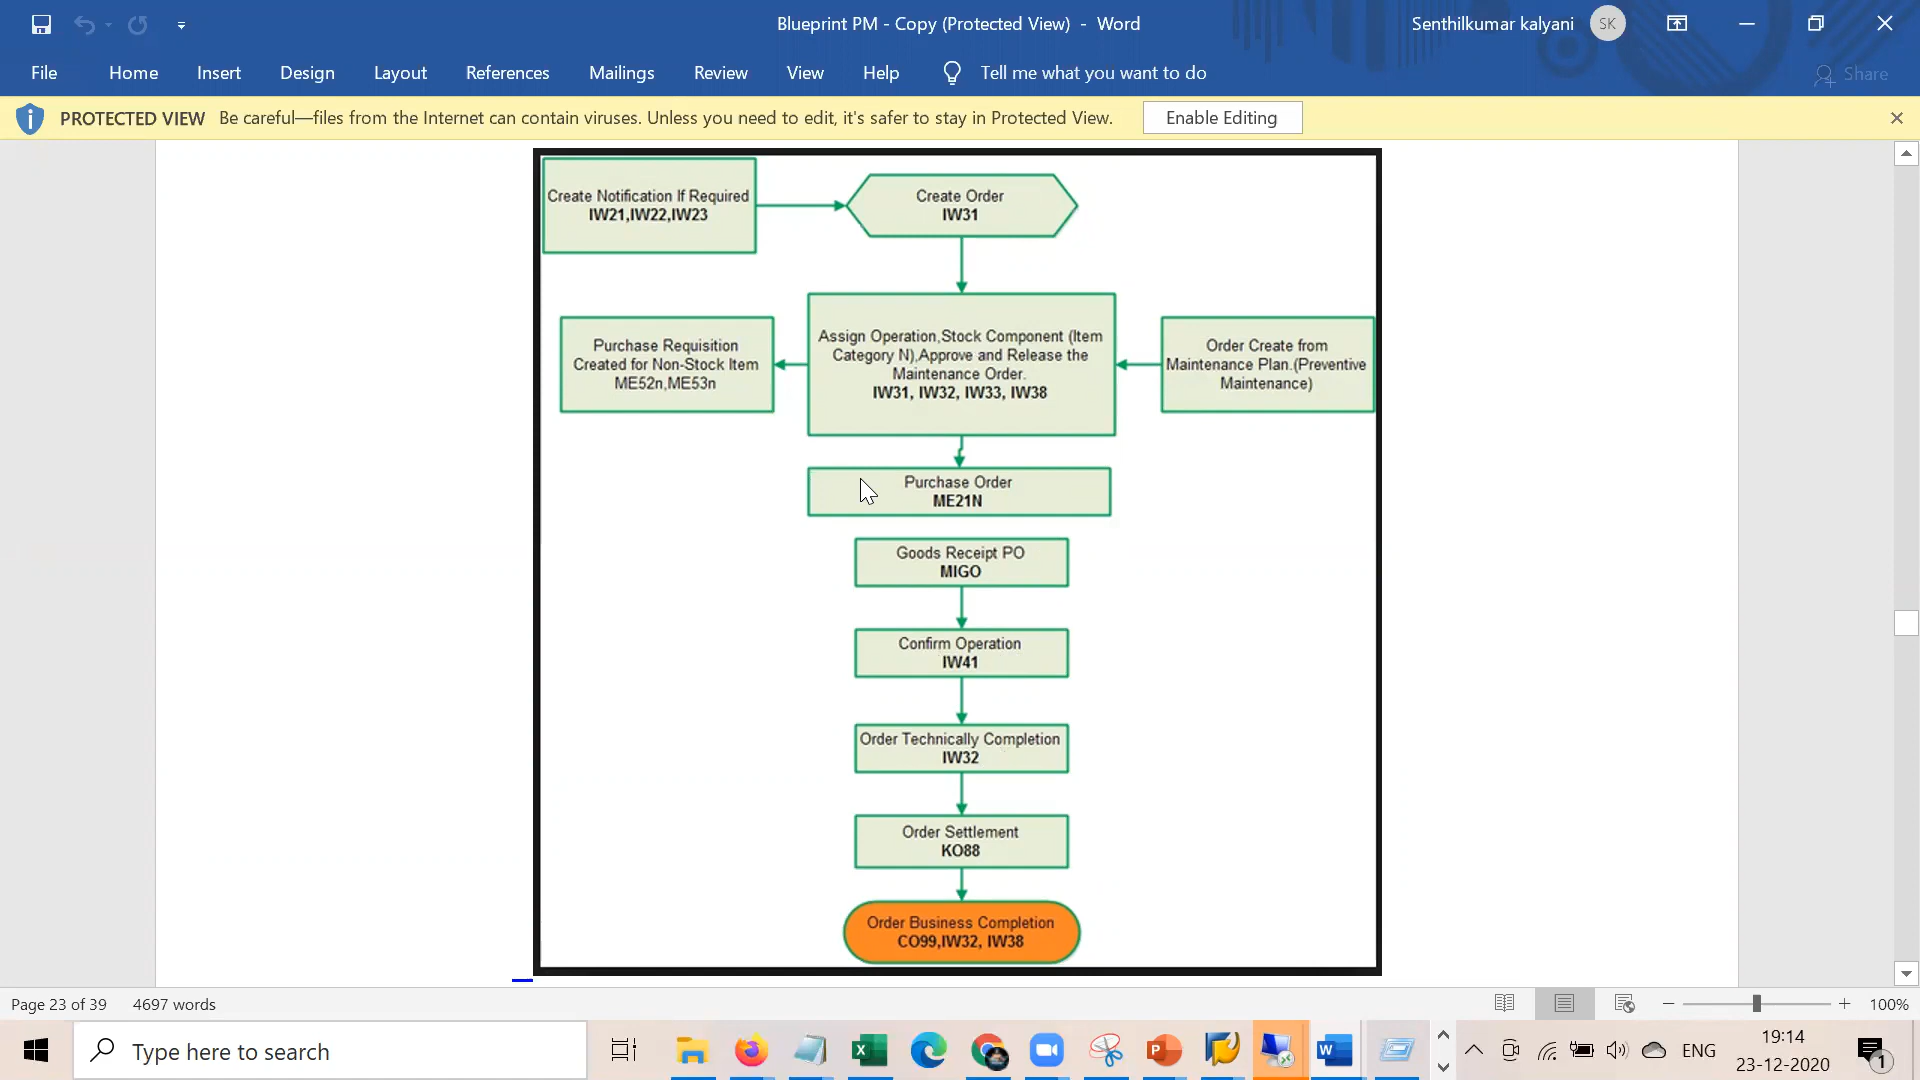 Blueprint PM - Copy (Protected View) - Word
Senthilkumar kalyani SK
File Home Insert Design Layout References Mailings Review View Help Tell me what you want to do Share
PROTECTED VIEW Be careful—files from the Internet can contain viruses. Unless you need to edit, it's safer to stay in Protected View. Enable Editing
Create Notification If Required
IW21,IW22,IW23
Create Order
IW31
Purchase Requisition
Created for Non-Stock Item
ME52n,ME53n
Assign Operation,Stock Component (Item
Category N),Approve and Release the
Maintenance Order.
IW31, IW32, IW33, IW38
Order Create from
Maintenance Plan.(Preventive
Maintenance)
Purchase Order
ME21N
Goods Receipt PO
MIGO
Confirm Operation
IW41
Order Technically Completion
IW32
Order Settlement
KO88
Order Business Completion
CO99,IW32, IW38
Page 23 of 39 4697 words
100%
Type here to search
ENG
19:14
23-12-2020
1